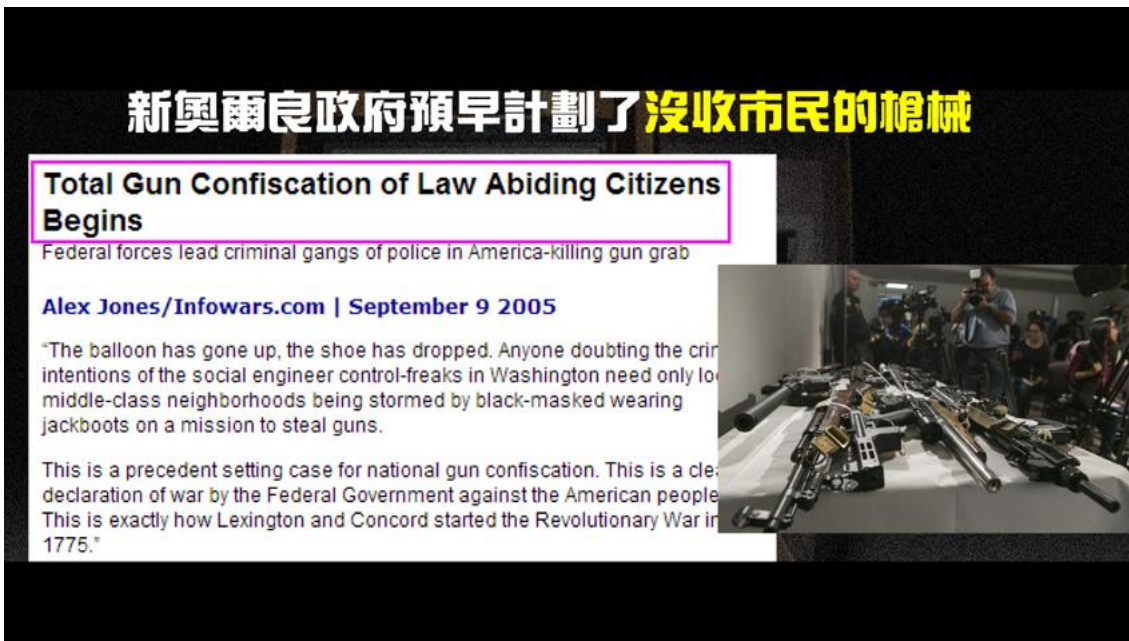 新奧爾良政府預早計劃了沒收市民的槍械
Total Gun Confiscation of Law Abiding Citizens
Begins
Federal forces lead criminal gangs of police in America-killing gun grab
Alex Jones/Infowars.com | September 9 2005
"The balloon has gone up, the shoe has dropped. Anyone doubting the
intentions of the social engineer control-freaks in Washington need only
middle-class neighborhoods being stormed by black-masked wearing
jackboots on a mission to steal guns.
This is a precedent setting case for national gun confiscation. This is a
declaration of war by the Federal Government against the American people
This is exactly how Lexington and Concord started the Revolutionary War in
1775."